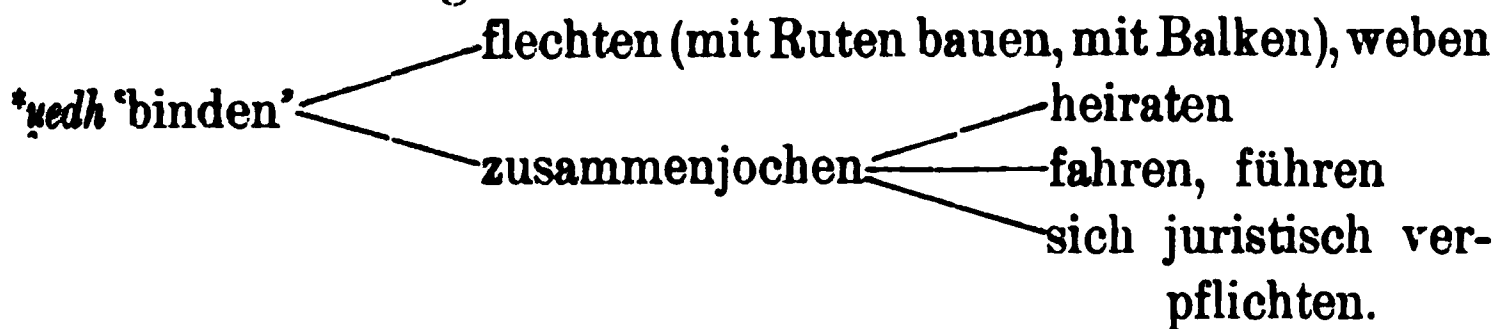 flechten (mit Ruten bauen, mit Balken), weben
*u̯edh ‘binden’
heiraten
zusammenjochen
fahren, führen
sich juristisch ver-
pflichten.